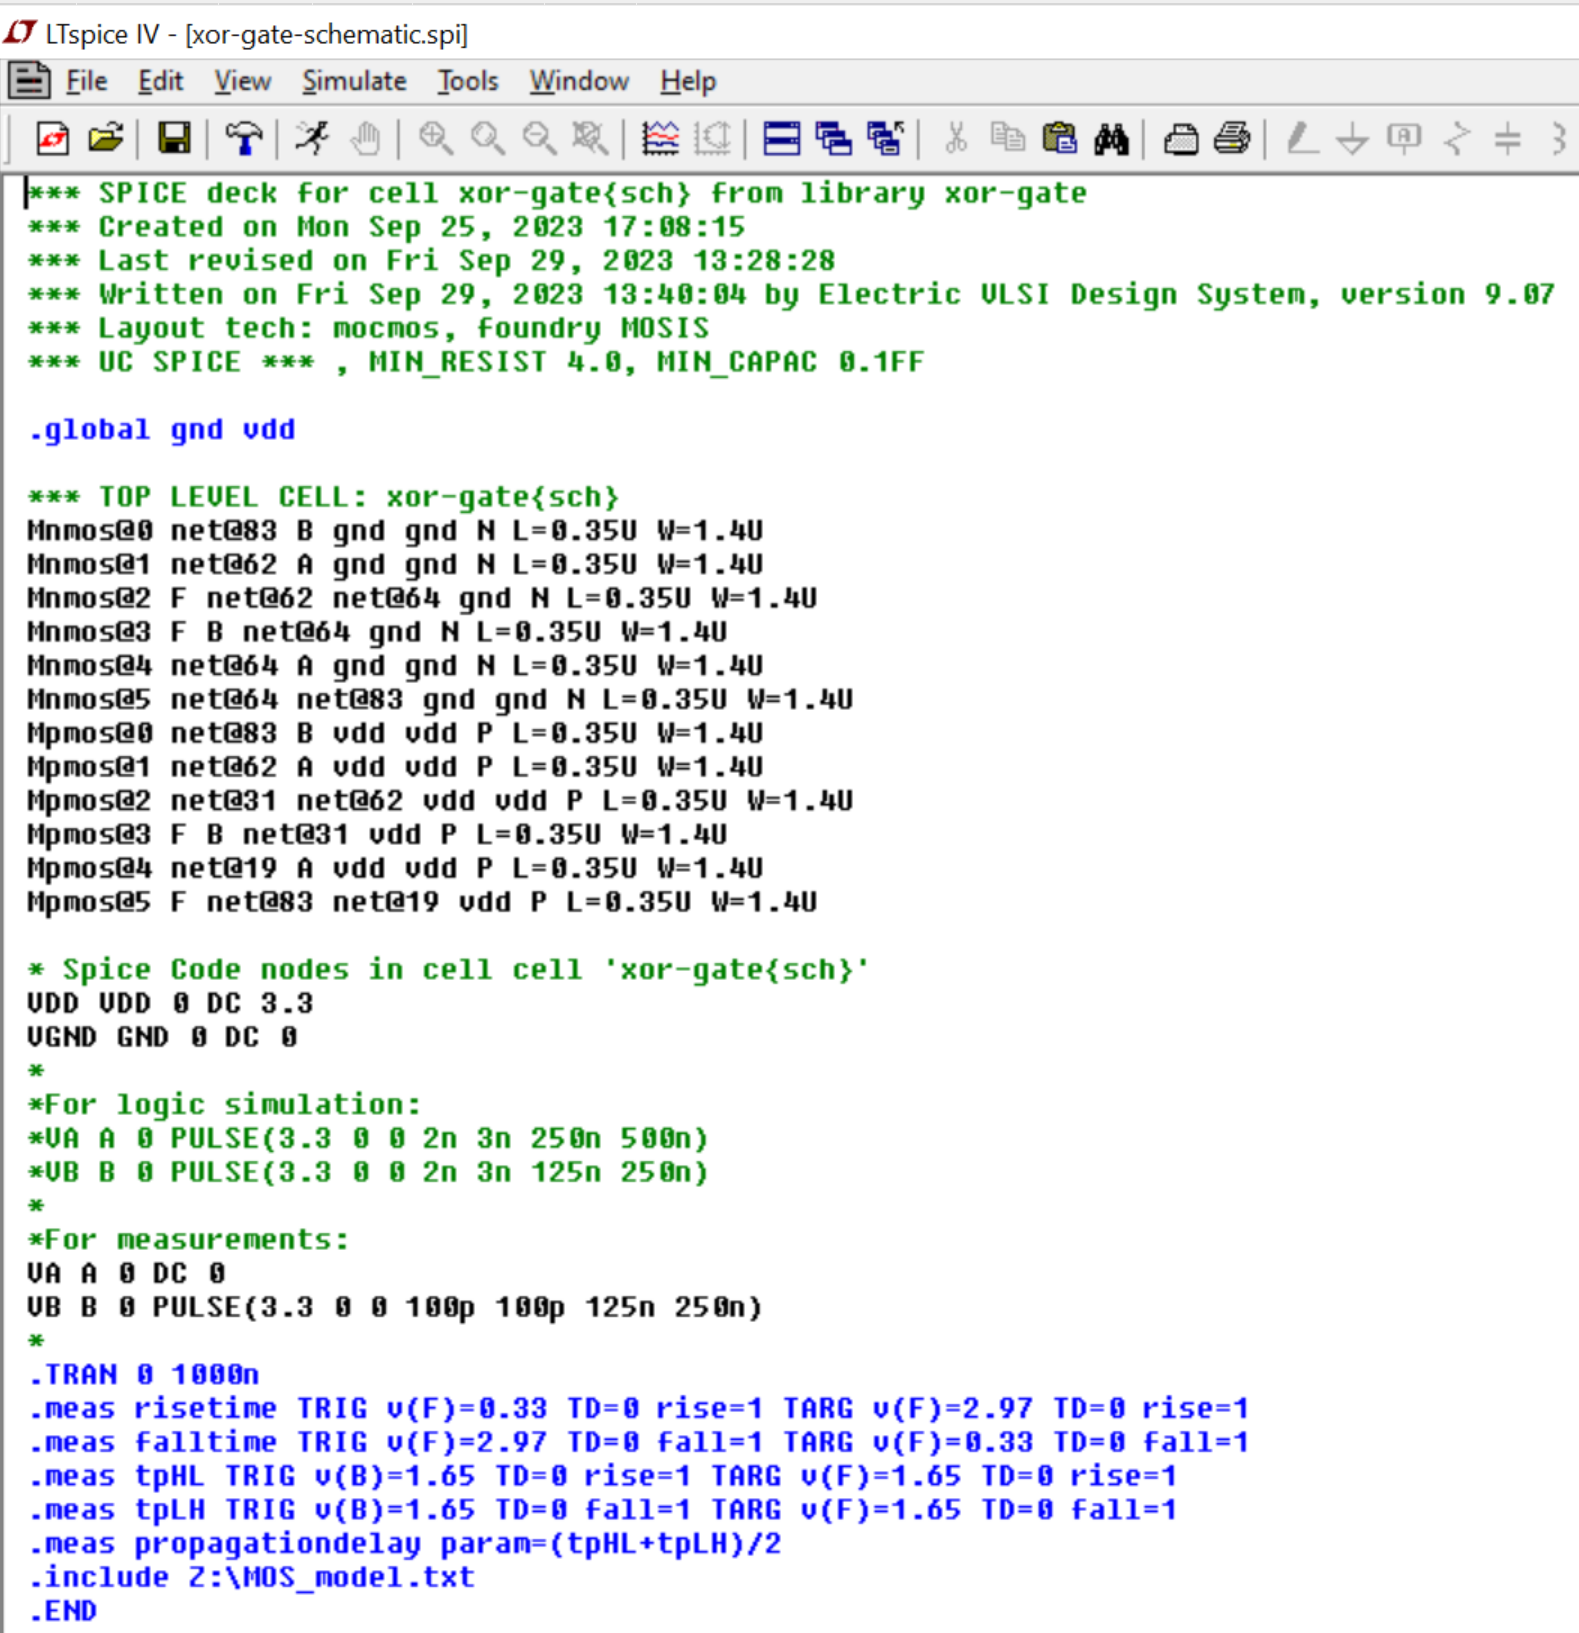 LTspice IV - [xor-gate-schematic.spi]
File Edit View Simulate Tools Window Help
*** SPICE deck for cell xor-gate{sch} from library xor-gate
*** Created on Mon Sep 25, 2023 17:08:15
*** Last revised on Fri Sep 29, 2023 13:28:28
*** Written on Fri Sep 29, 2023 13:40:04 by Electric VLSI Design System, version 9.07
*** Layout tech: mocmos, foundry MOSIS
*** UC SPICE *** , MIN_RESIST 4.0, MIN_CAPAC 0.1FF
.global gnd vdd
*** TOP LEVEL CELL: xor-gate{sch}
Mnmos@0 net@83 B gnd gnd N L=0.35U W=1.4U
Mnmos@1 net@62 A gnd gnd N L=0.35U W=1.4U
Mnmos@2 F net@62 net@64 gnd N L=0.35U W=1.4U
Mnmos@3 F B net@64 gnd N L=0.35U W=1.4U
Mnmos@4 net@64 A gnd gnd N L=0.35U W=1.4U
Mnmos@5 net@64 net@83 gnd gnd N L=0.35U W=1.4U
Mpmos@0 net@83 B vdd vdd P L=0.35U W=1.4U
Mpmos@1 net@62 A vdd vdd P L=0.35U W=1.4U
Mpmos@2 net@31 net@62 vdd vdd P L=0.35U W=1.4U
Mpmos@3 F B net@31 vdd P L=0.35U W=1.4U
Mpmos@4 net@19 A vdd vdd P L=0.35U W=1.4U
Mpmos@5 F net@83 net@19 vdd P L=0.35U W=1.4U
* Spice Code nodes in cell cell 'xor-gate{sch}'
VDD VDD 0 DC 3.3
VGND GND 0 DC 0
*
*For logic simulation:
*VA A 0 PULSE(3.3 0 0 2n 3n 250n 500n)
*VB B 0 PULSE(3.3 0 0 2n 3n 125n 250n)
*
*For measurements:
VA A 0 DC 0
VB B 0 PULSE(3.3 0 0 100p 100p 125n 250n)
*
.TRAN 0 1000n
.meas risetime TRIG v(F)=0.33 TD=0 rise=1 TARG v(F)=2.97 TD=0 rise=1
.meas falltime TRIG v(F)=2.97 TD=0 fall=1 TARG v(F)=0.33 TD=0 fall=1
.meas tpHL TRIG v(B)=1.65 TD=0 rise=1 TARG v(F)=1.65 TD=0 rise=1
.meas tpLH TRIG v(B)=1.65 TD=0 fall=1 TARG v(F)=1.65 TD=0 fall=1
.meas propagationdelay param=(tpHL+tpLH)/2
.include Z:\MOS_model.txt
.END